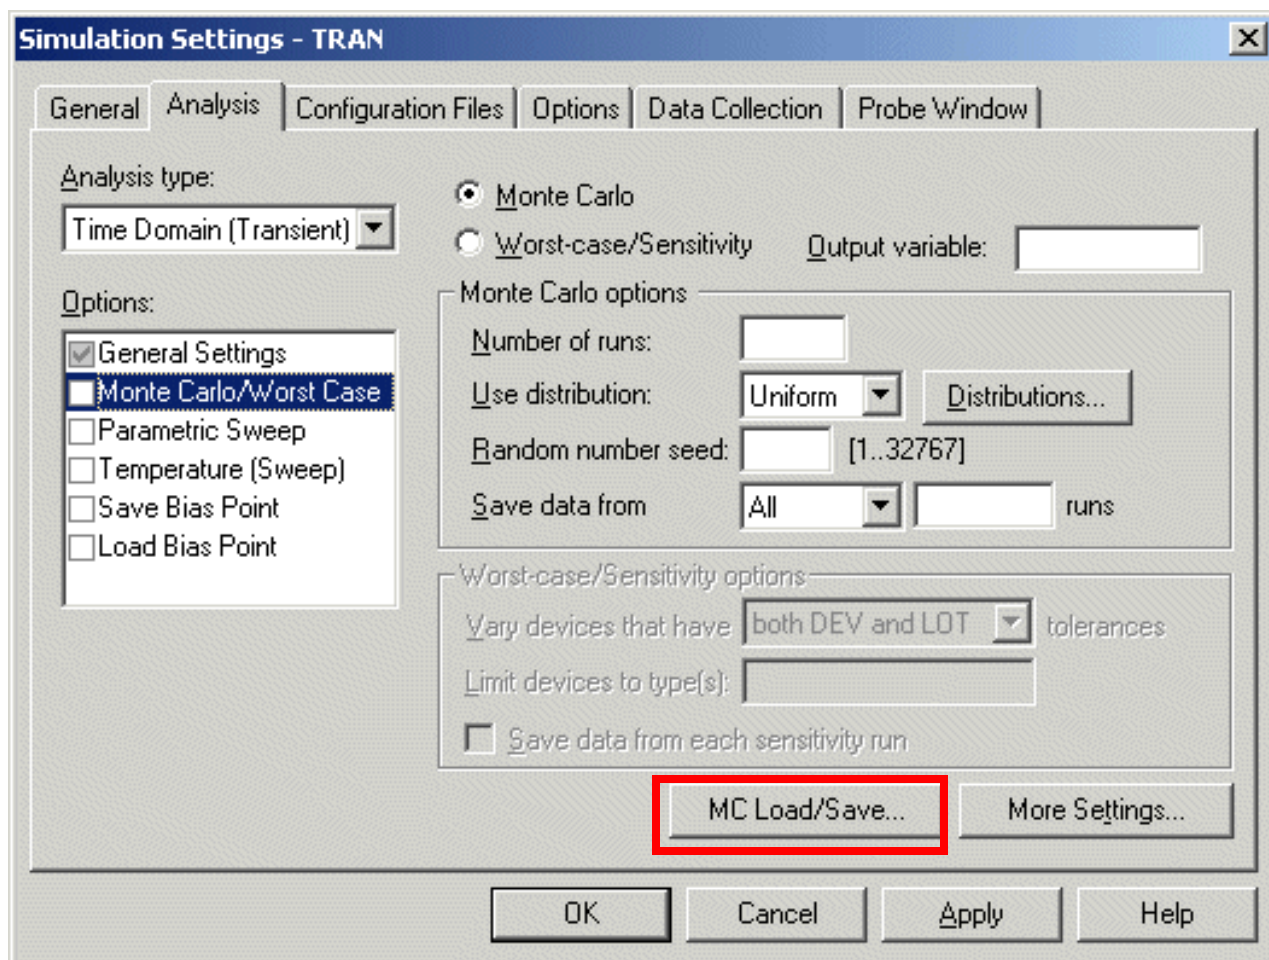 Simulation Settings - TRAN
General Analysis Configuration Files Options Data Collection Probe Window
Analysis type:
Time Domain (Transient)
Options:
General Settings
Monte Carlo/Worst Case
Parametric Sweep
Temperature (Sweep)
Save Bias Point
Load Bias Point
Monte Carlo
Worst-case/Sensitivity Output variable:
Monte Carlo options
Number of runs:
Use distribution: Uniform Distributions...
Random number seed: [1..32767]
Save data from All runs
Worst-case/Sensitivity options
Vary devices that have both DEV and LOT tolerances
Limit devices to type(s):
Save data from each sensitivity run
MC Load/Save... More Settings...
OK Cancel Apply Help